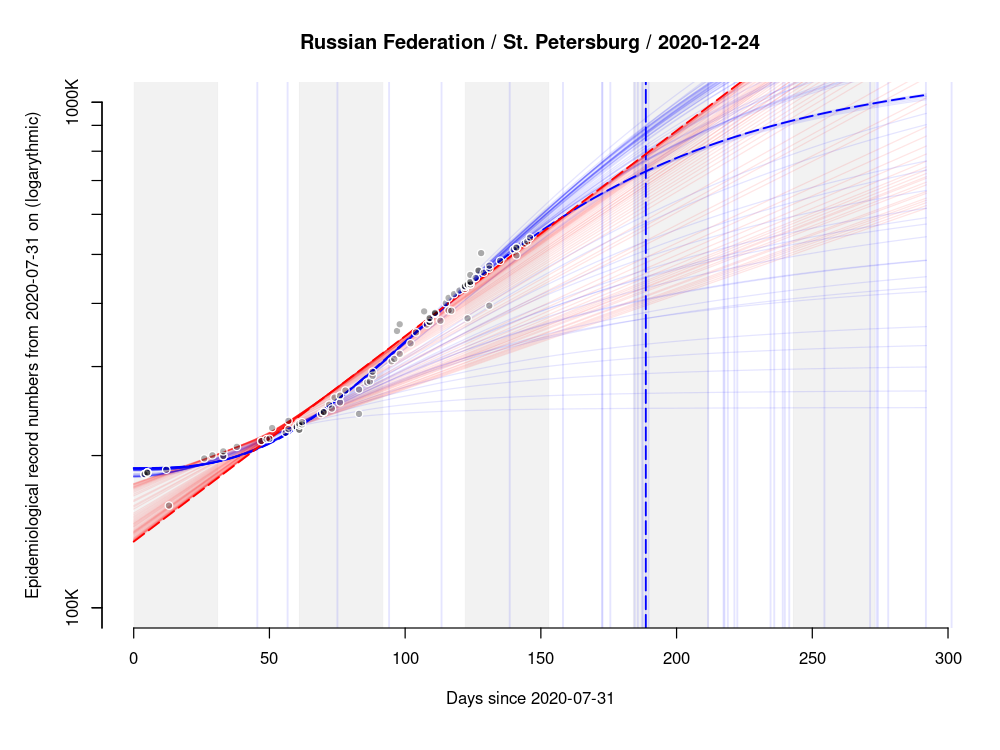 Russian Federation / St. Petersburg / 2020-12-24
Epidemiological record numbers from 2020-07-31 on (logarythmic)
1000K
100K
0 50 100 150 200 250 300
Days since 2020-07-31